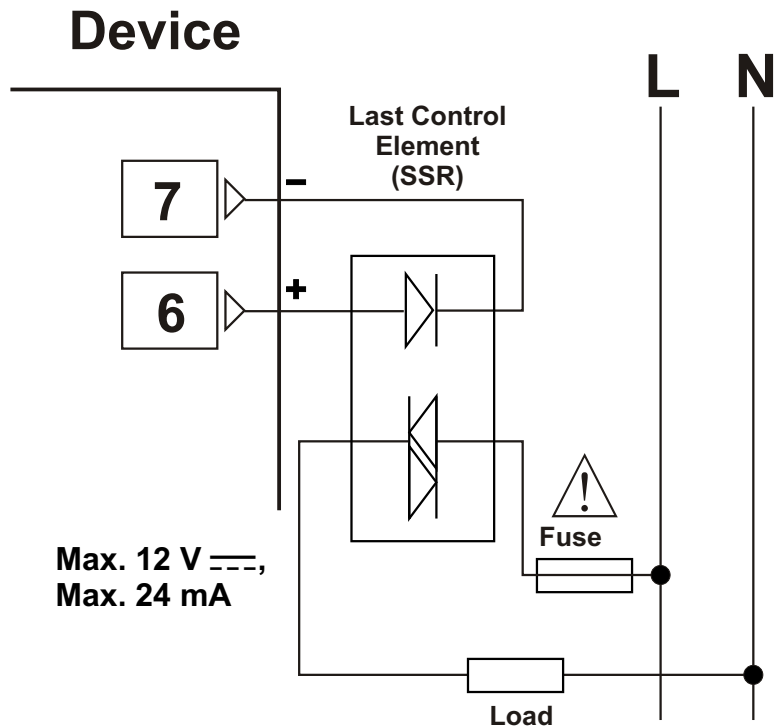 Device
L N
Last Control
Element
(SSR)
7
−
6
+
!
Fuse
Max. 12 V ⎓,
Max. 24 mA
Load